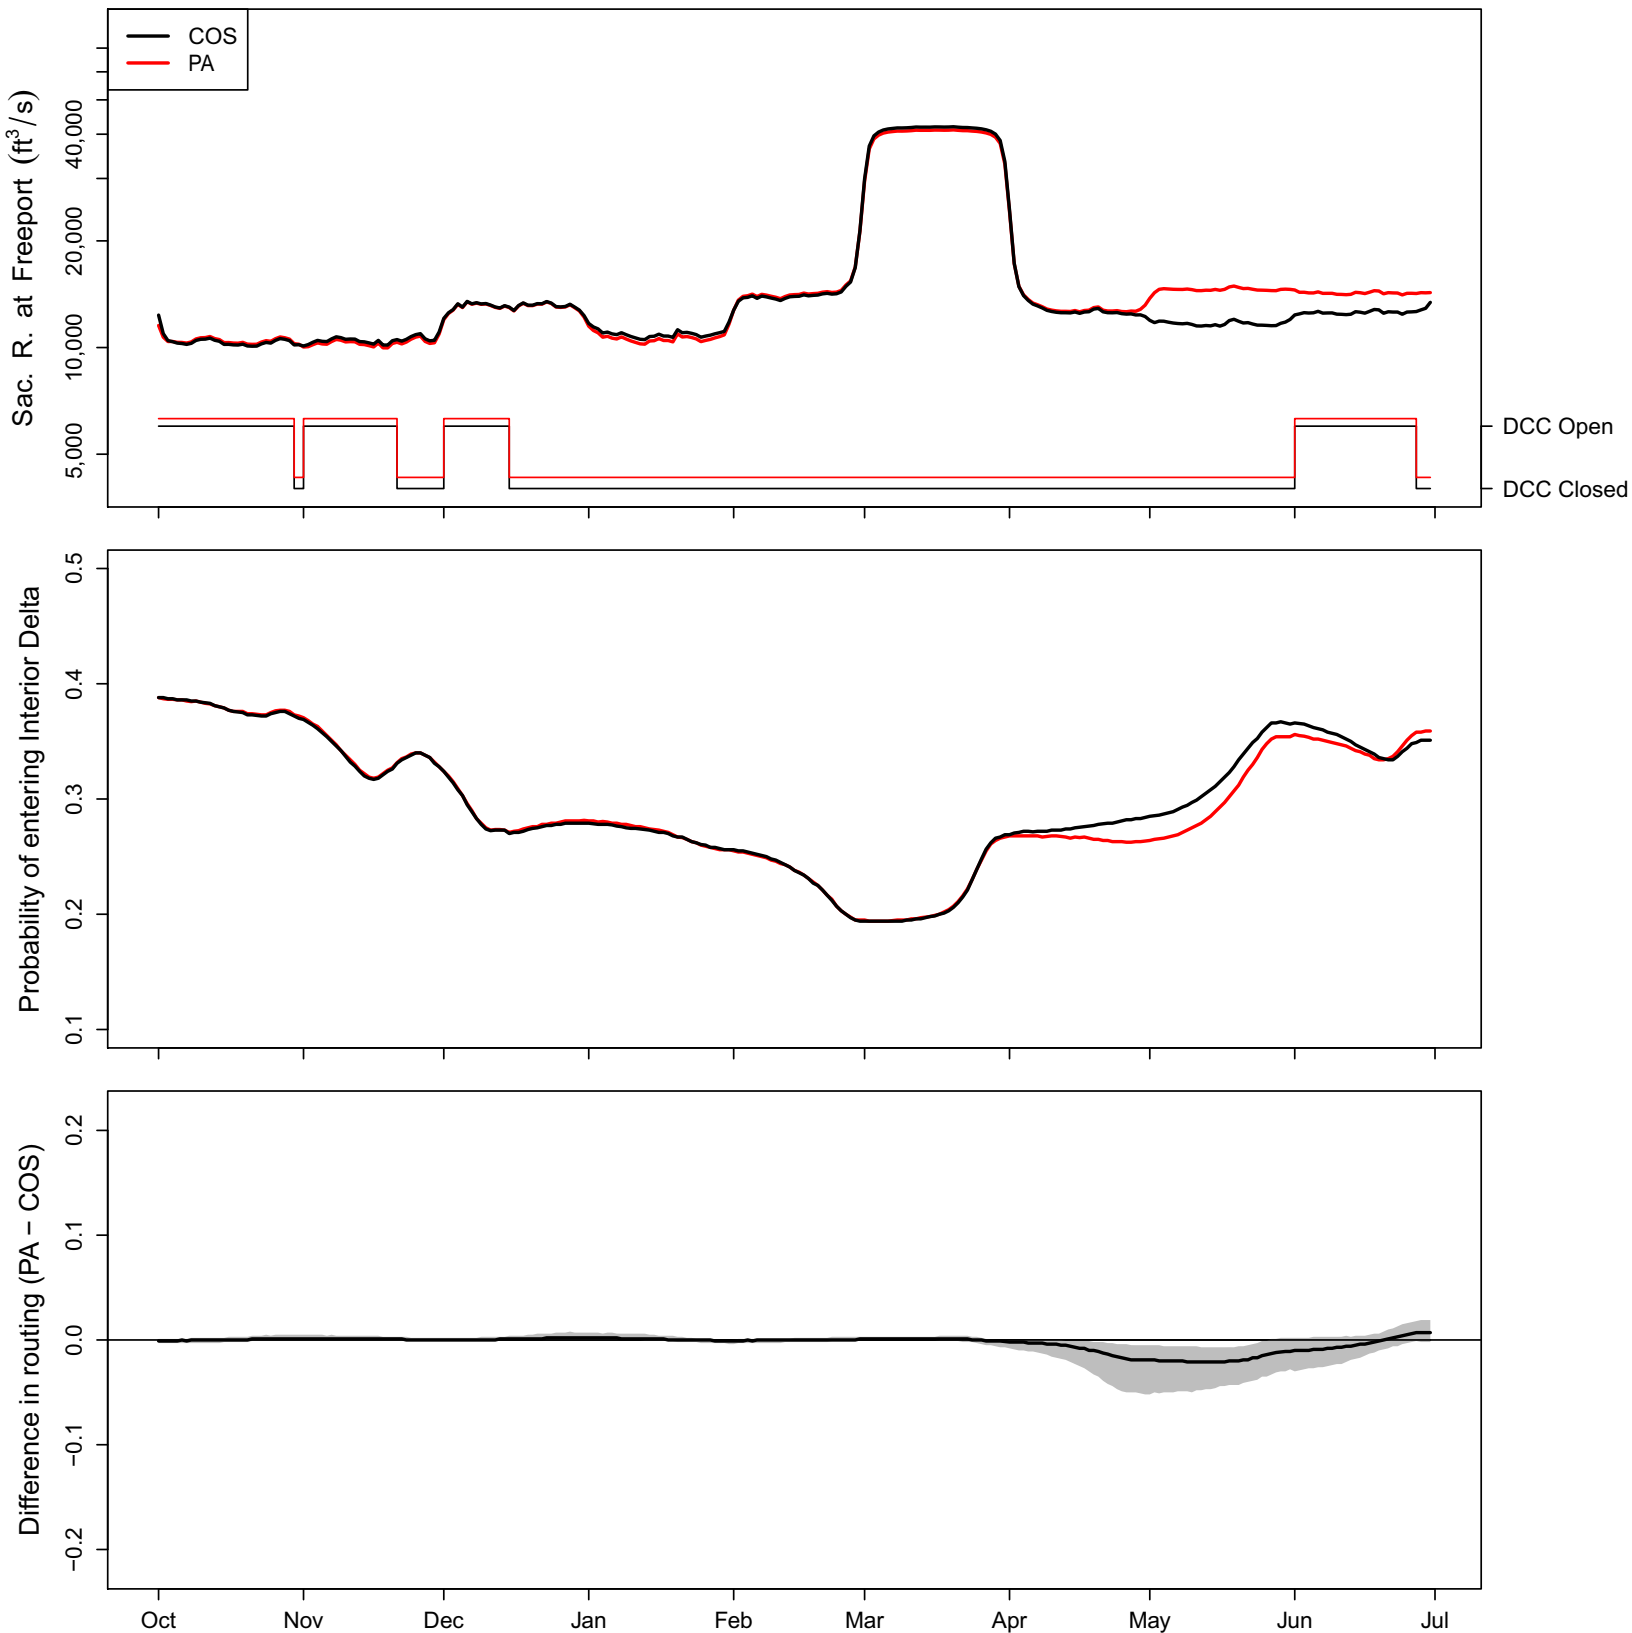 COS
PA
Sac. R. at Freeport (ft³/s)
40,000
20,000
10,000
5,000
DCC Open
DCC Closed
Probability of entering Interior Delta
0.5
0.4
0.3
0.2
0.1
Difference in routing (PA − COS)
0.2
0.1
0.0
−0.1
−0.2
Oct Nov Dec Jan Feb Mar Apr May Jun Jul